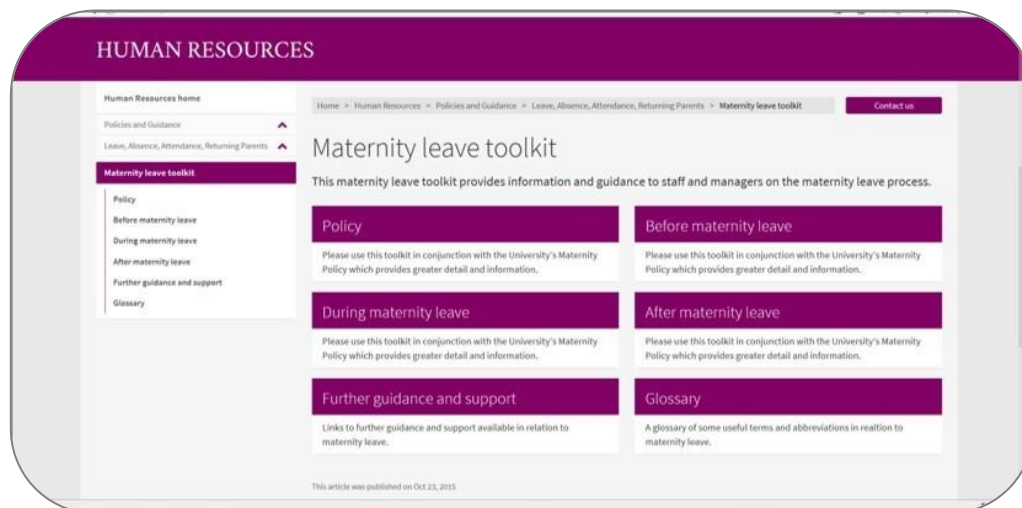 HUMAN RESOURCES
Human Resources home
Policies and Guidance
Leave, Absence, Attendance, Returning Parents
Maternity leave toolkit
Policy
Before maternity leave
During maternity leave
After maternity leave
Further guidance and support
Glossary
Home > Human Resources > Policies and Guidance > Leave, Absence, Attendance, Returning Parents > Maternity leave toolkit
Contact us
Maternity leave toolkit
This maternity leave toolkit provides information and guidance to staff and managers on the maternity leave process.
Policy
Please use this toolkit in conjunction with the University's Maternity
Policy which provides greater detail and information.
Before maternity leave
Please use this toolkit in conjunction with the University's Maternity
Policy which provides greater detail and information.
During maternity leave
Please use this toolkit in conjunction with the University's Maternity
Policy which provides greater detail and information.
After maternity leave
Please use this toolkit in conjunction with the University's Maternity
Policy which provides greater detail and information.
Further guidance and support
Links to further guidance and support available in relation to
maternity leave.
Glossary
A glossary of some useful terms and abbreviations in realtion to
maternity leave.
This article was published on Oct 23, 2015